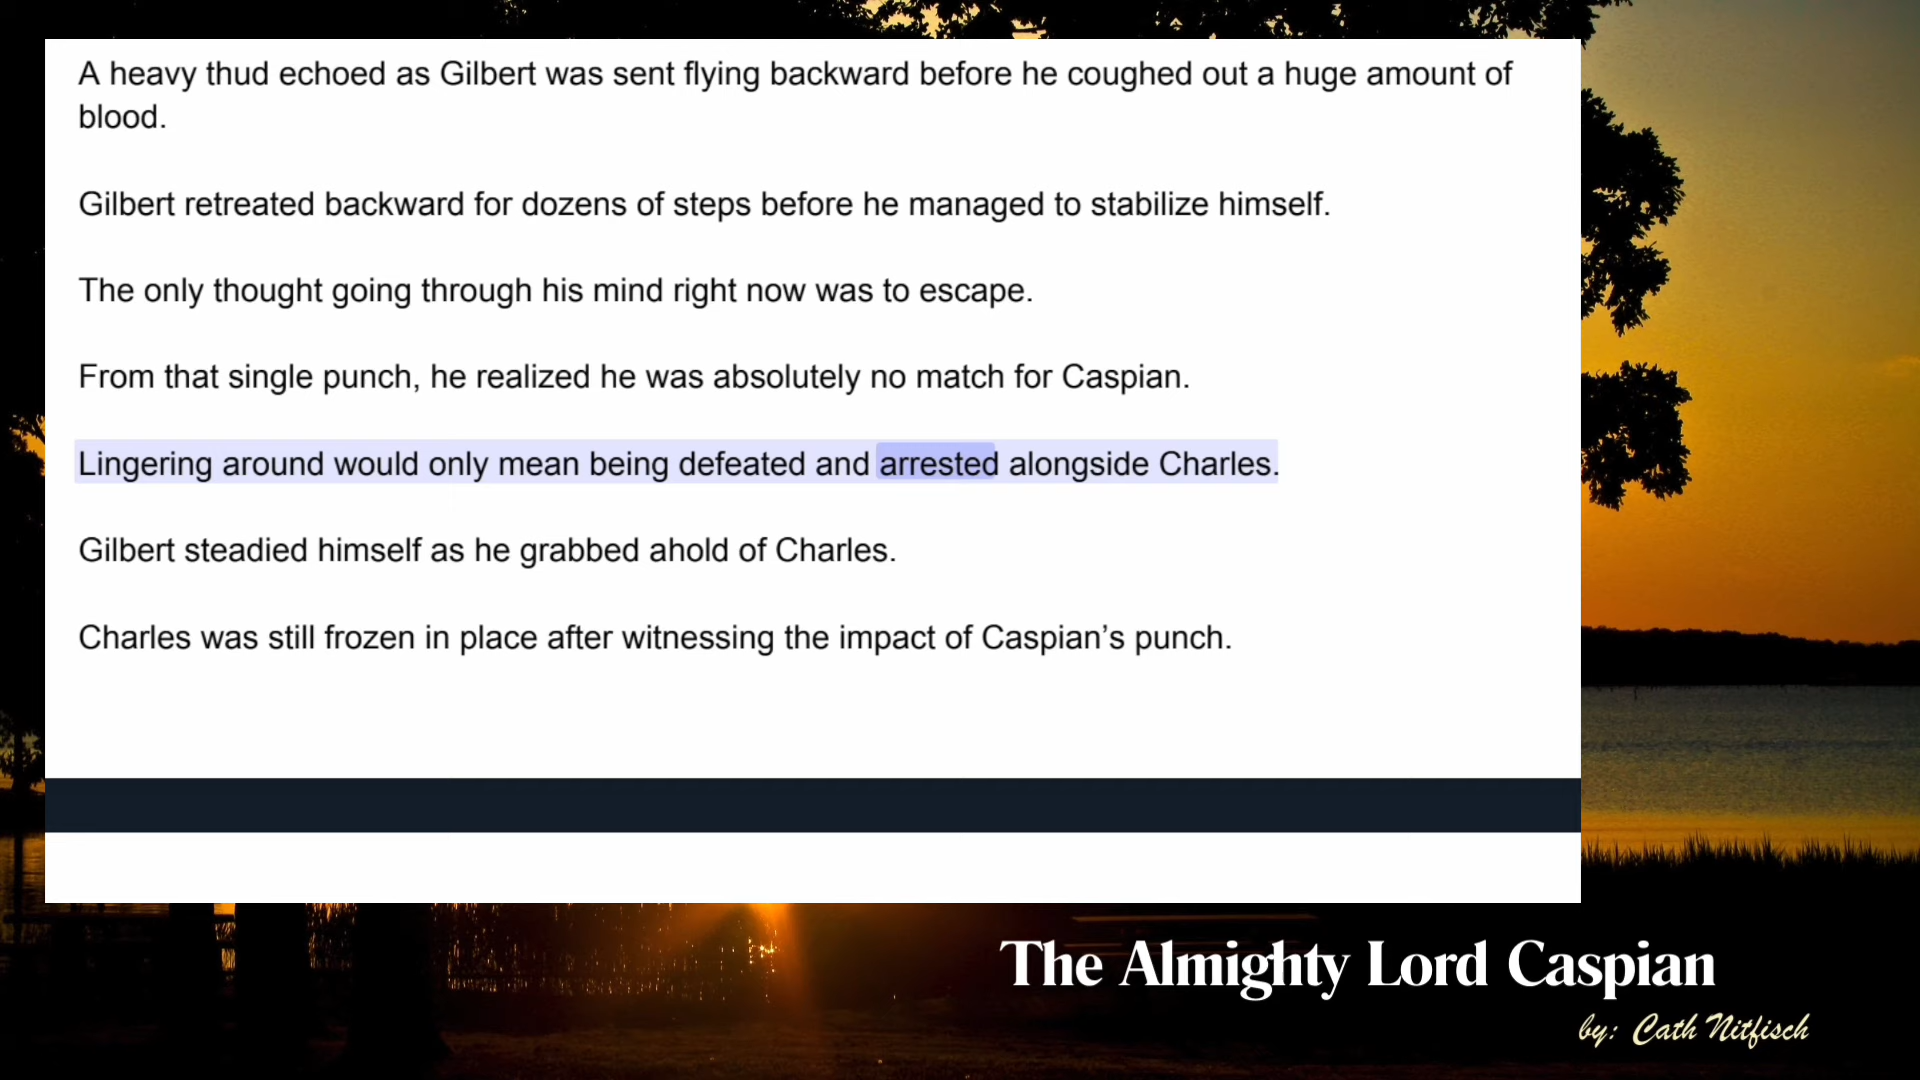 A heavy thud echoed as Gilbert was sent flying backward before he coughed out a huge amount of
blood.
Gilbert retreated backward for dozens of steps before he managed to stabilize himself.
The only thought going through his mind right now was to escape.
From that single punch, he realized he was absolutely no match for Caspian.
Lingering around would only mean being defeated and arrested alongside Charles.
Gilbert steadied himself as he grabbed ahold of Charles.
Charles was still frozen in place after witnessing the impact of Caspian’s punch.
The Almighty Lord Caspian
by: Cath Nitfisch